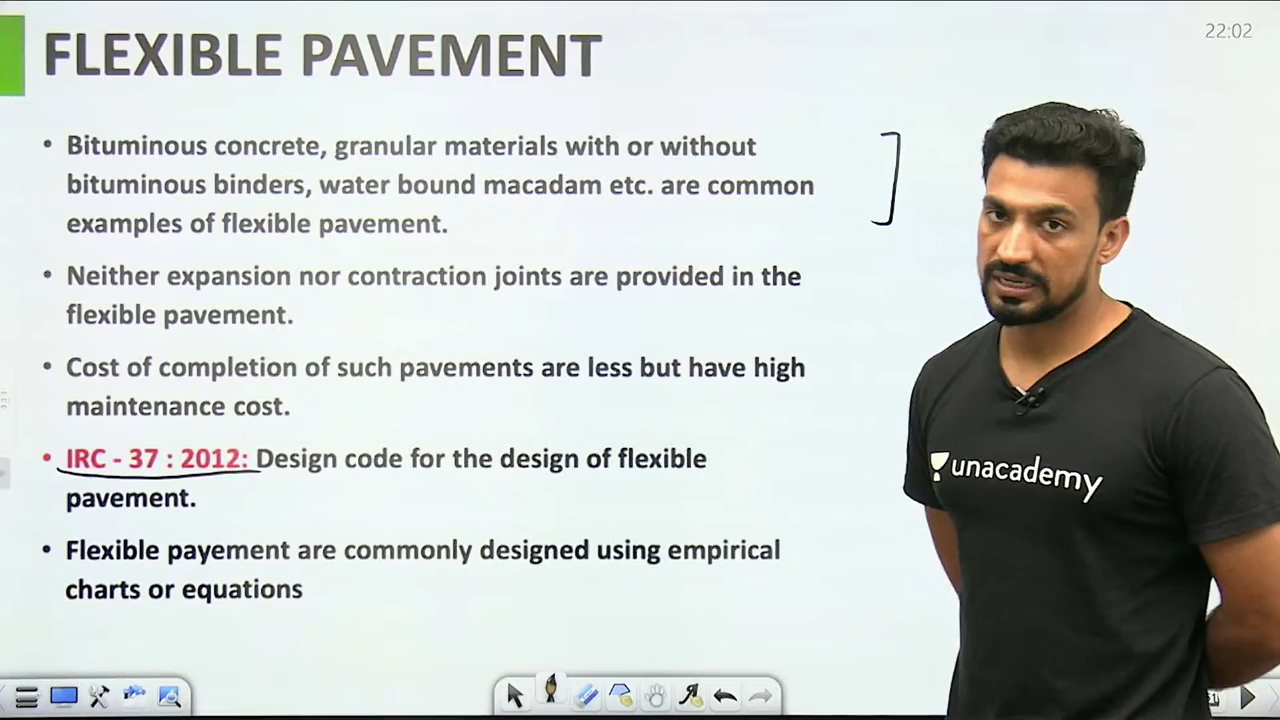 FLEXIBLE PAVEMENT
22:02
• Bituminous concrete, granular materials with or without
bituminous binders, water bound macadam etc. are common
examples of flexible pavement.
• Neither expansion nor contraction joints are provided in the
flexible pavement.
• Cost of completion of such pavements are less but have high
maintenance cost.
• IRC - 37 : 2012: Design code for the design of flexible
pavement.
• Flexible payement are commonly designed using empirical
charts or equations
unacademy